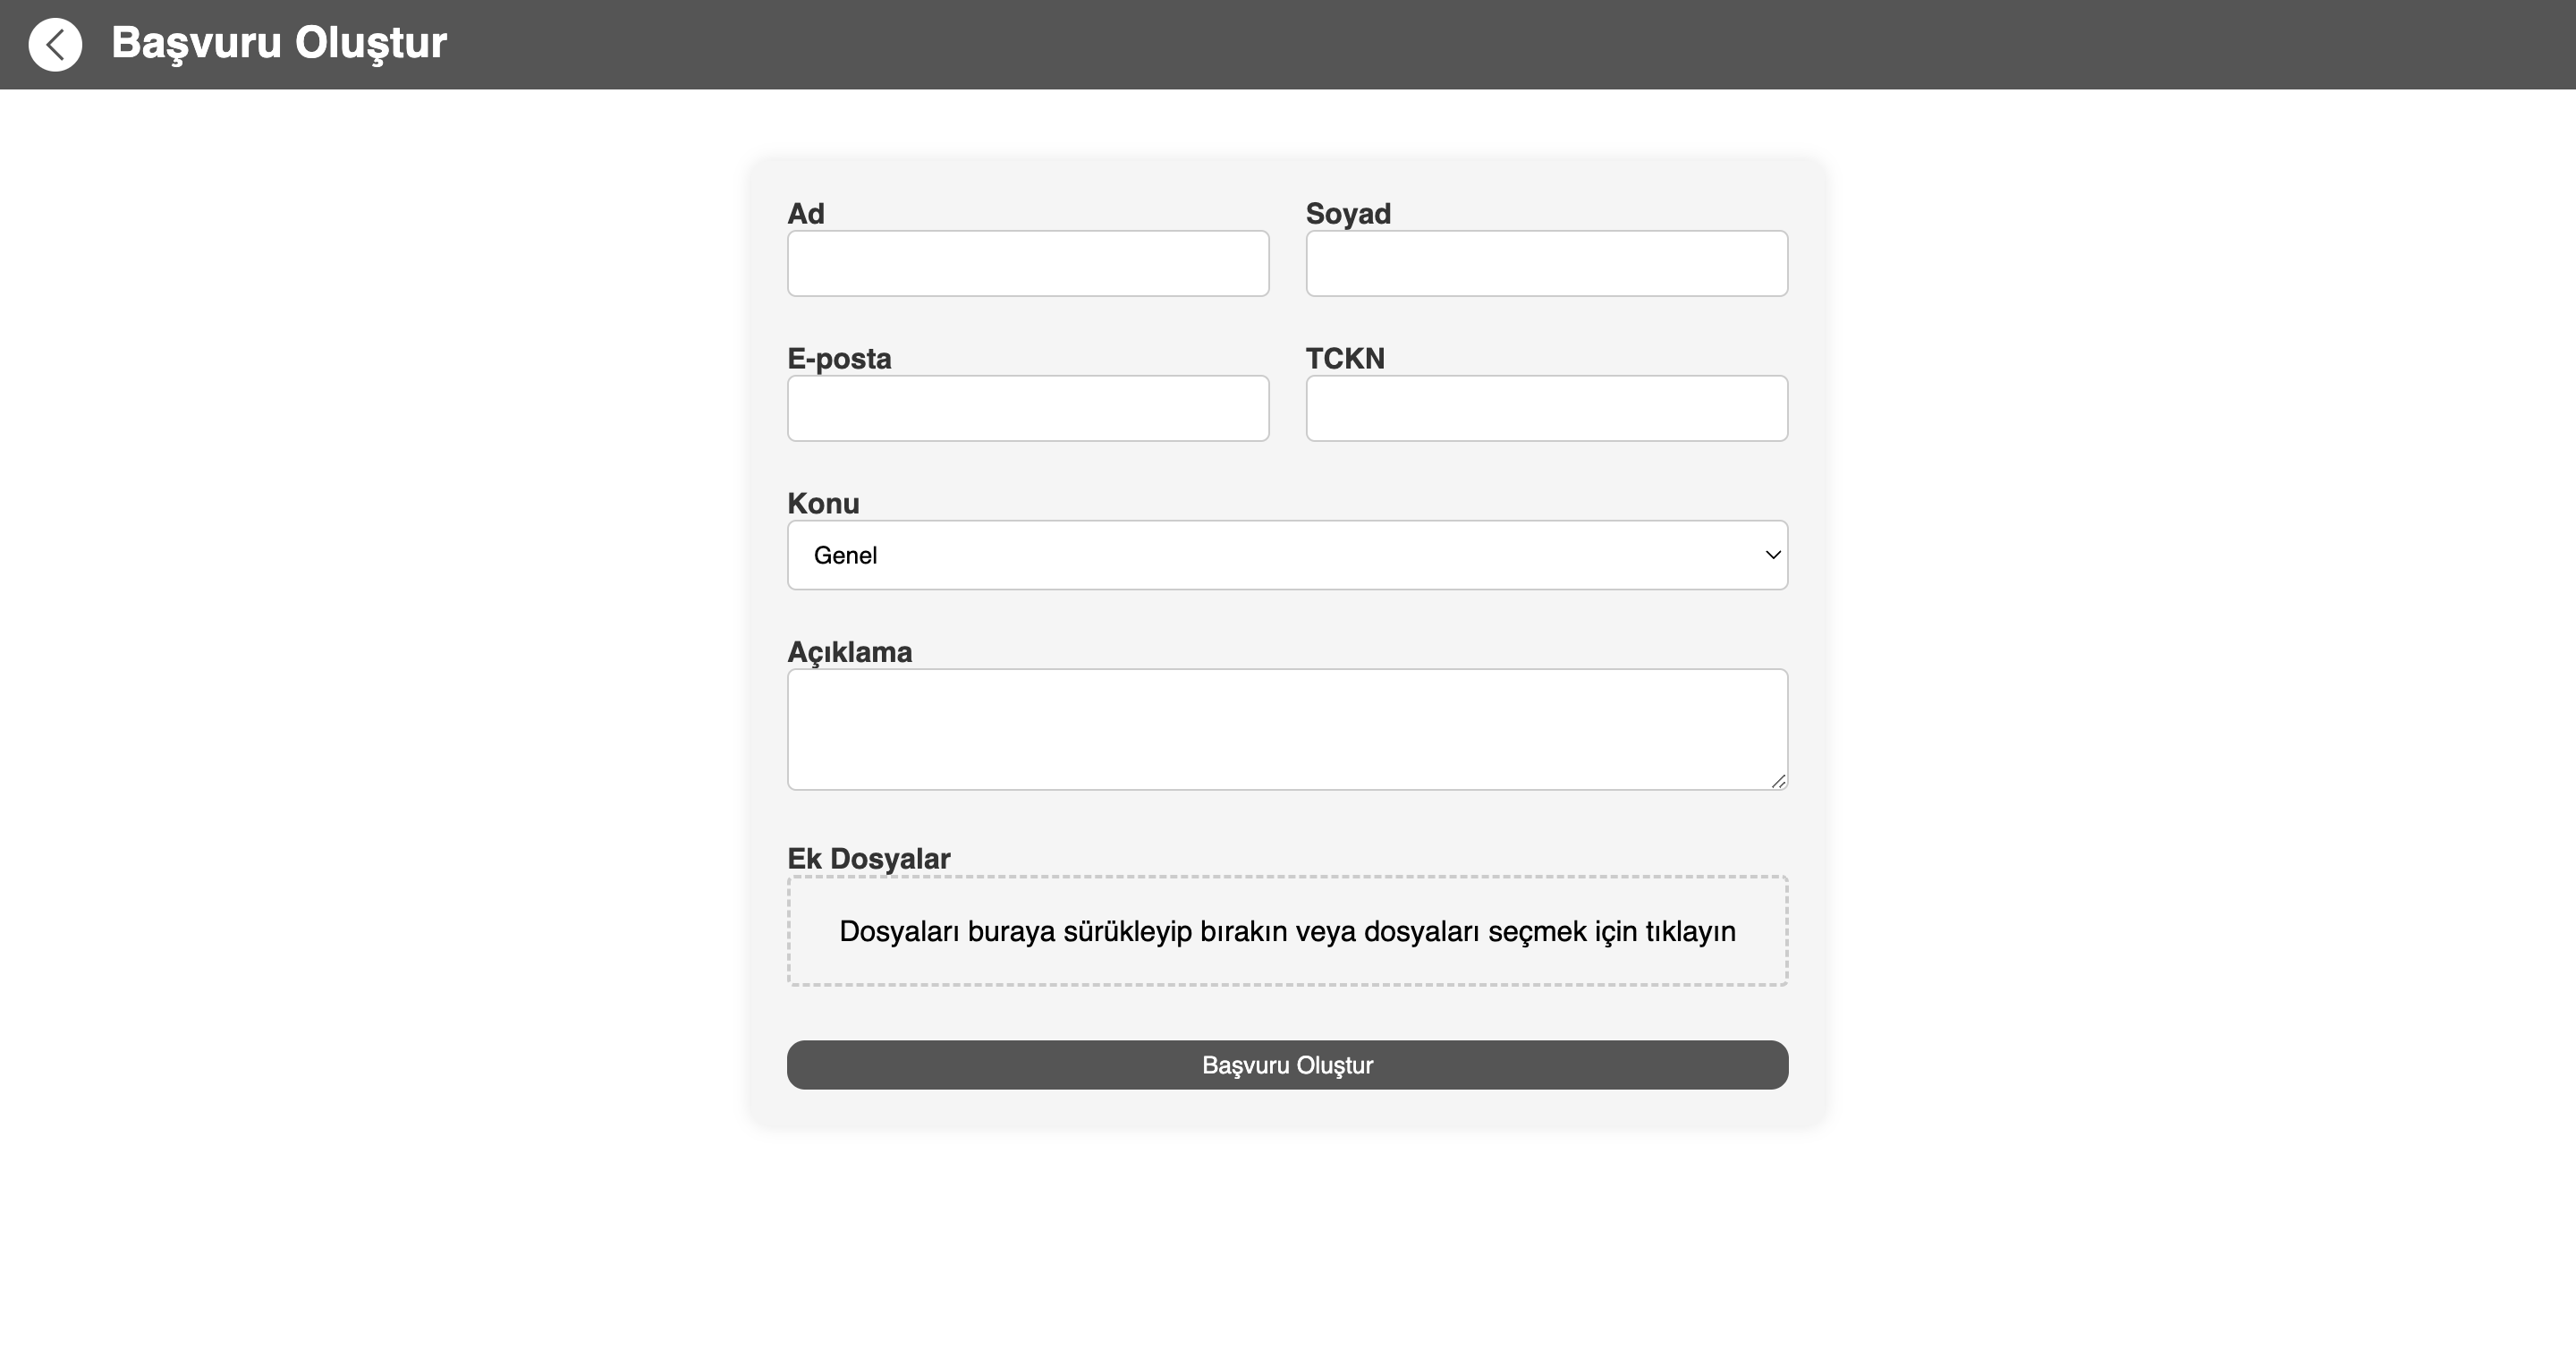 Başvuru Oluştur
Ad
Soyad
E-posta
TCKN
Konu
Genel
Açıklama
Ek Dosyalar
Dosyaları buraya sürükleyip bırakın veya dosyaları seçmek için tıklayın
Başvuru Oluştur